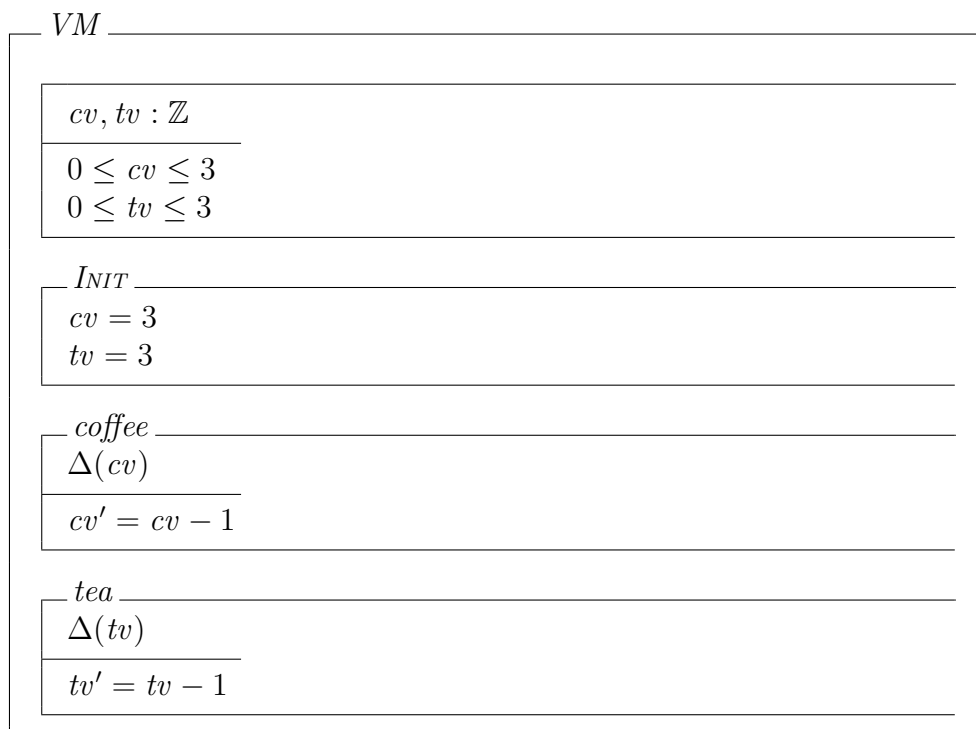 VM
cv, tv : ℤ
0 ≤ cv ≤ 3
0 ≤ tv ≤ 3
INIT
cv = 3
tv = 3
coffee
Δ(cv)
cv′ = cv − 1
tea
Δ(tv)
tv′ = tv − 1